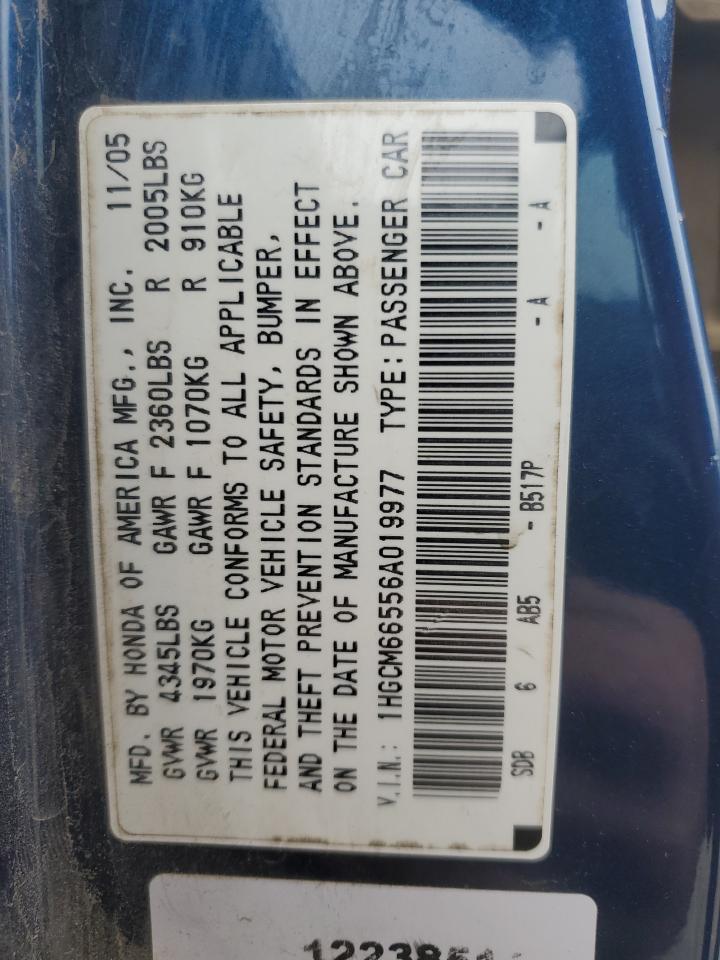 MFD. BY HONDA OF AMERICA MFG., INC. 11/05
GVWR 4345LBS GAWR F 2360LBS R 2005LBS
GVWR 1970KG GAWR F 1070KG R 910KG
THIS VEHICLE CONFORMS TO ALL APPLICABLE
FEDERAL MOTOR VEHICLE SAFETY, BUMPER,
AND THEFT PREVENTION STANDARDS IN EFFECT
ON THE DATE OF MANUFACTURE SHOWN ABOVE.
V.I.N.: 1HGCM66556A019977 TYPE:PASSENGER CAR
SDB 6 AB5 - B517P - A - A